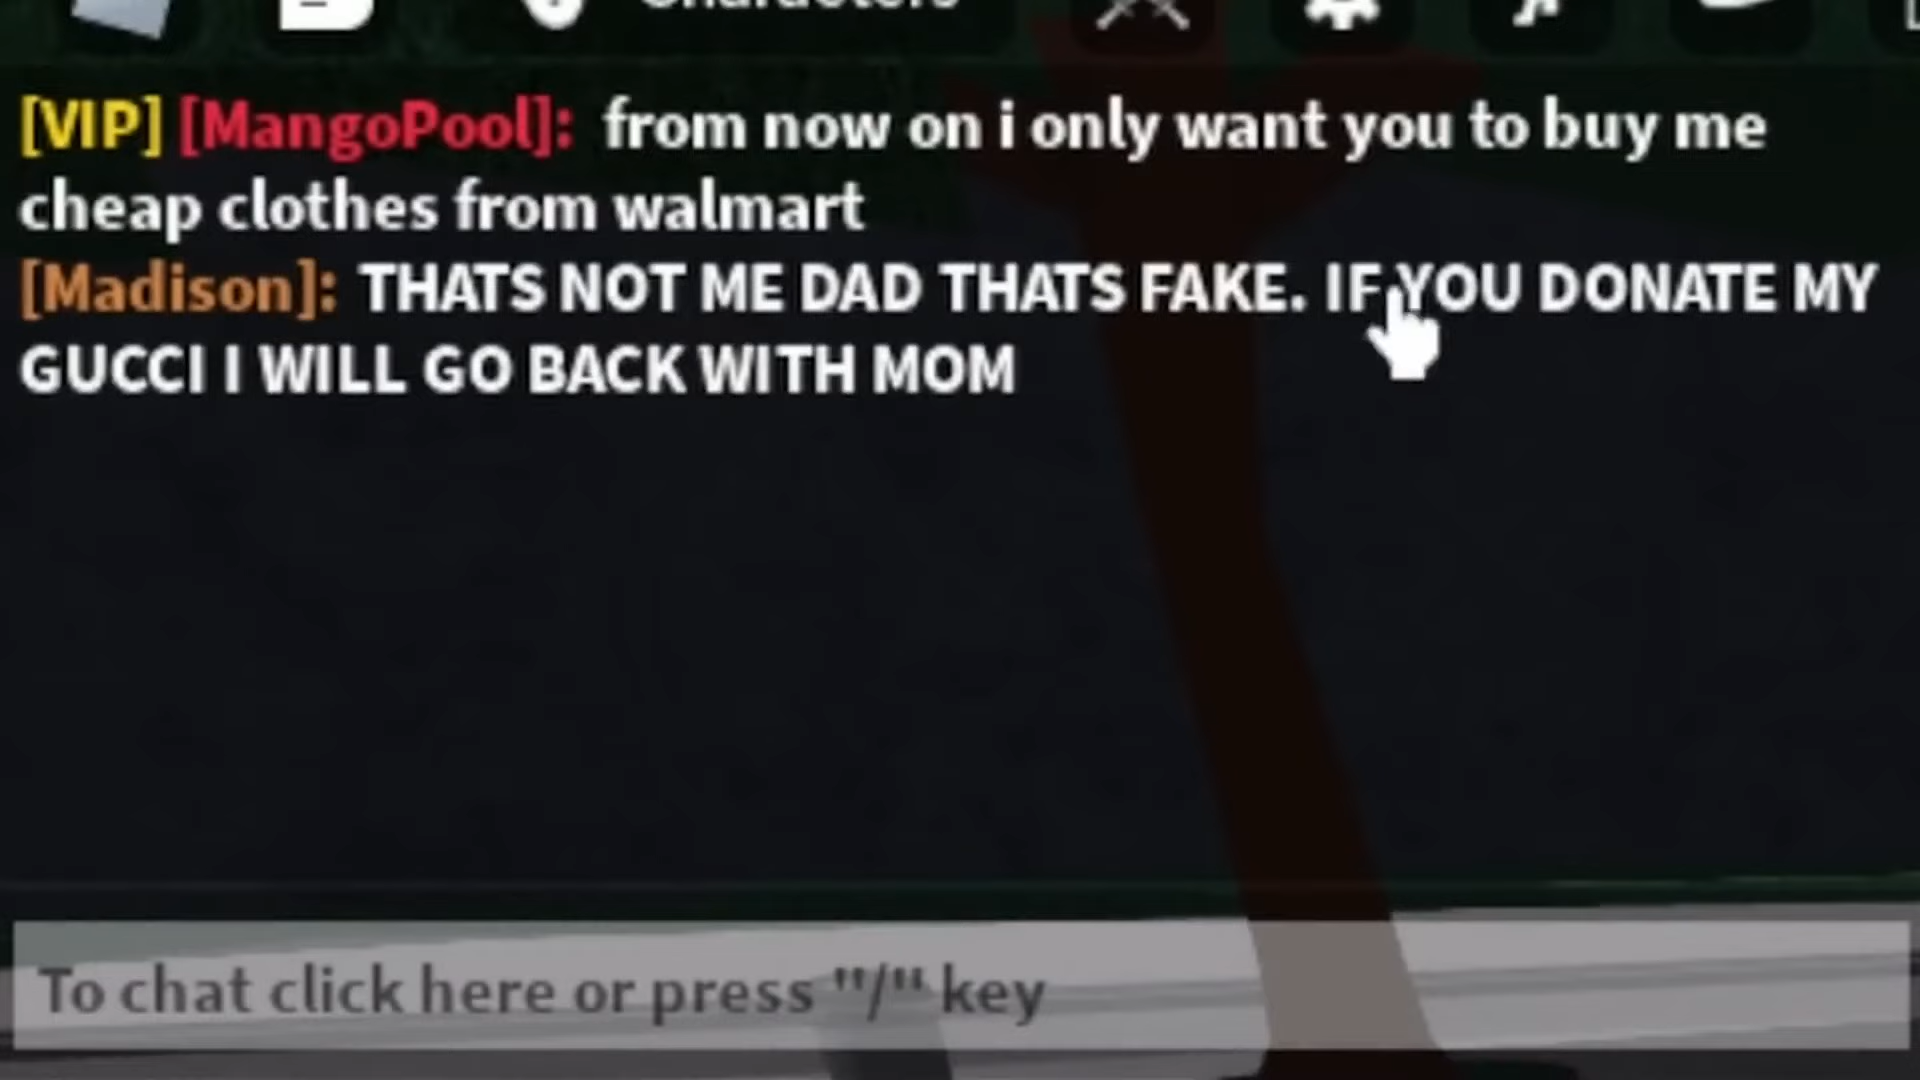 Characters
[VIP] [MangoPool]: from now on i only want you to buy me
cheap clothes from walmart
[Madison]: THATS NOT ME DAD THATS FAKE. IF YOU DONATE MY
GUCCI I WILL GO BACK WITH MOM
To chat click here or press "/" key